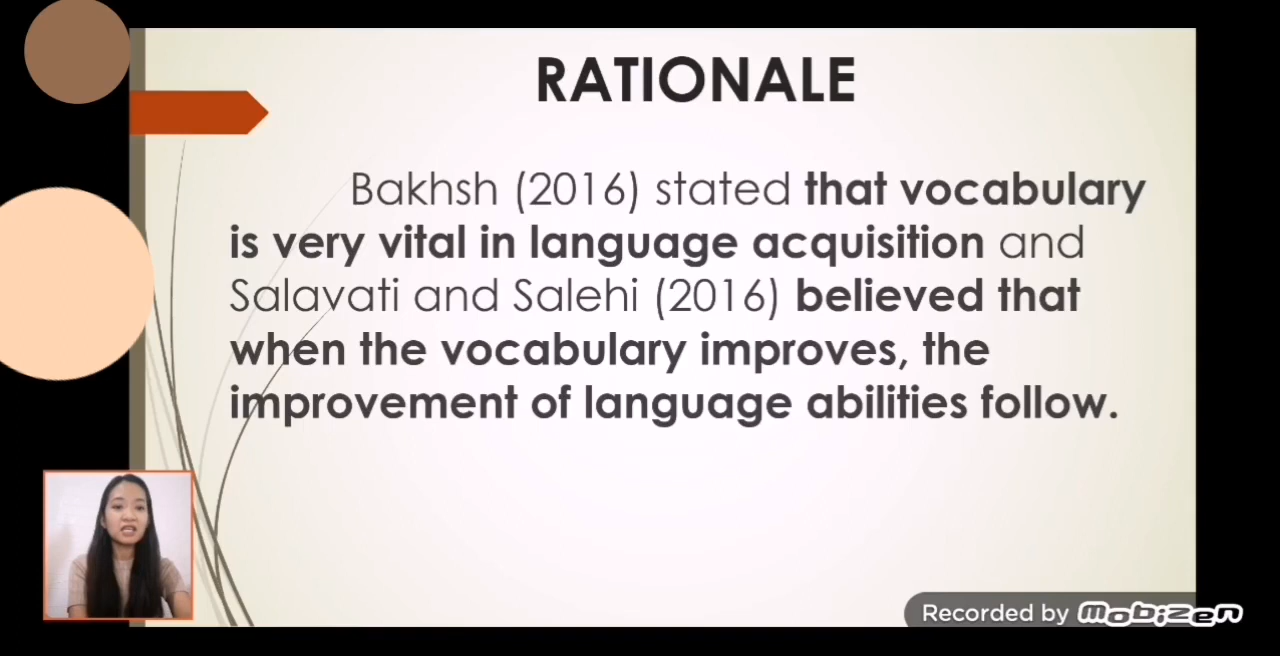 RATIONALE
Bakhsh (2016) stated that vocabulary
is very vital in language acquisition and
Salavati and Salehi (2016) believed that
when the vocabulary improves, the
improvement of language abilities follow.
Recorded by Mobizen